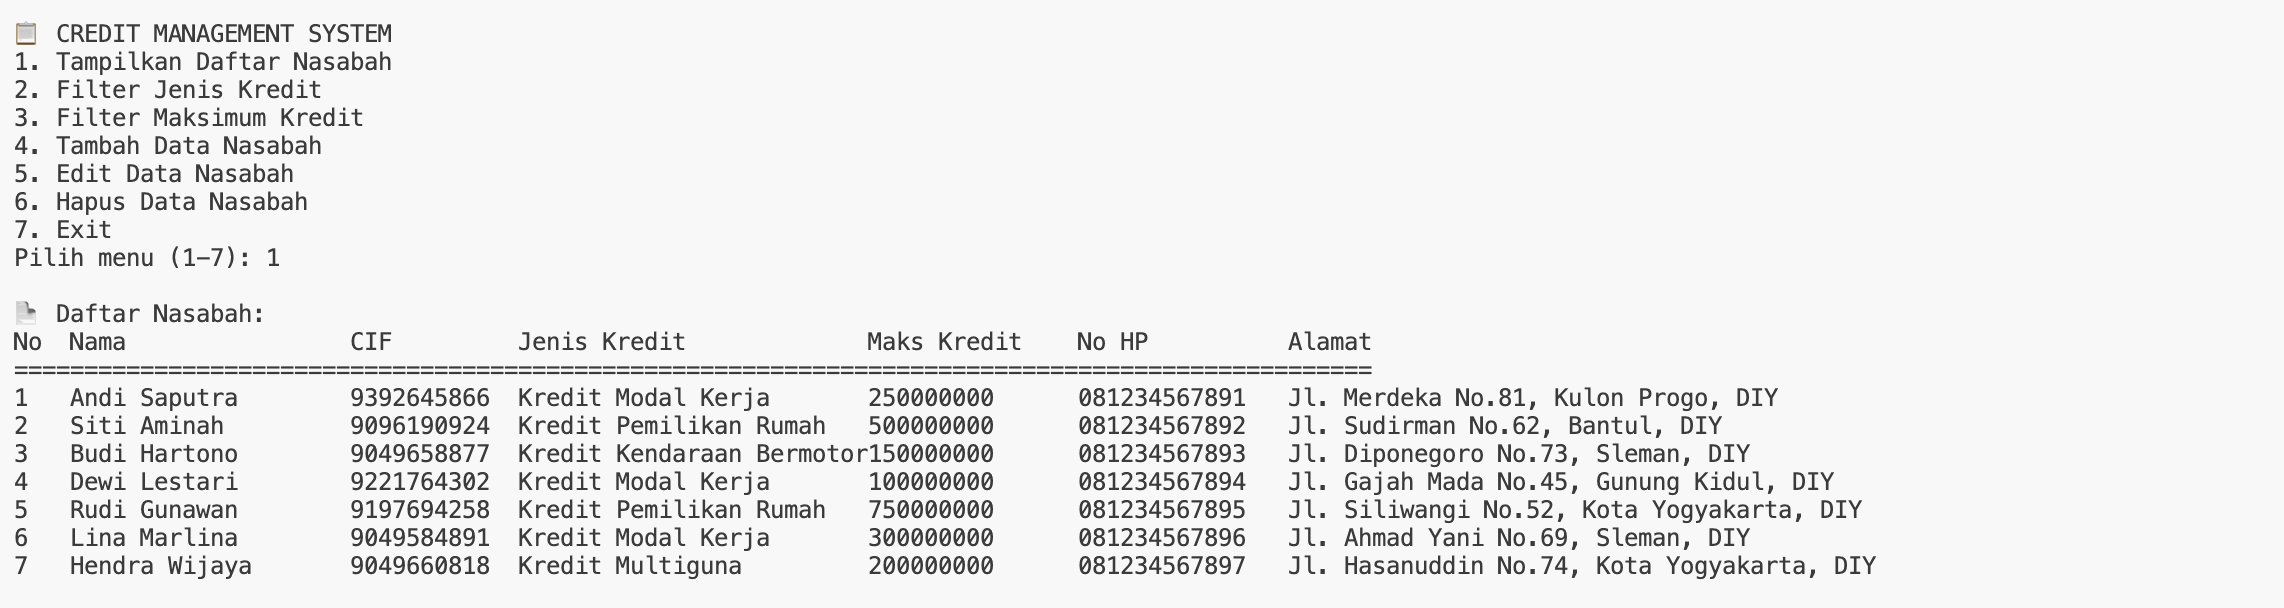 📋 CREDIT MANAGEMENT SYSTEM
1. Tampilkan Daftar Nasabah
2. Filter Jenis Kredit
3. Filter Maksimum Kredit
4. Tambah Data Nasabah
5. Edit Data Nasabah
6. Hapus Data Nasabah
7. Exit
Pilih menu (1–7): 1
📄 Daftar Nasabah:
No  Nama                CIF         Jenis Kredit             Maks Kredit    No HP          Alamat
=================================================================================================
1   Andi Saputra        9392645866  Kredit Modal Kerja       250000000      081234567891   Jl. Merdeka No.81, Kulon Progo, DIY
2   Siti Aminah         9096190924  Kredit Pemilikan Rumah   500000000      081234567892   Jl. Sudirman No.62, Bantul, DIY
3   Budi Hartono        9049658877  Kredit Kendaraan Bermotor150000000      081234567893   Jl. Diponegoro No.73, Sleman, DIY
4   Dewi Lestari        9221764302  Kredit Modal Kerja       100000000      081234567894   Jl. Gajah Mada No.45, Gunung Kidul, DIY
5   Rudi Gunawan        9197694258  Kredit Pemilikan Rumah   750000000      081234567895   Jl. Siliwangi No.52, Kota Yogyakarta, DIY
6   Lina Marlina        9049584891  Kredit Modal Kerja       300000000      081234567896   Jl. Ahmad Yani No.69, Sleman, DIY
7   Hendra Wijaya       9049660818  Kredit Multiguna         200000000      081234567897   Jl. Hasanuddin No.74, Kota Yogyakarta, DIY